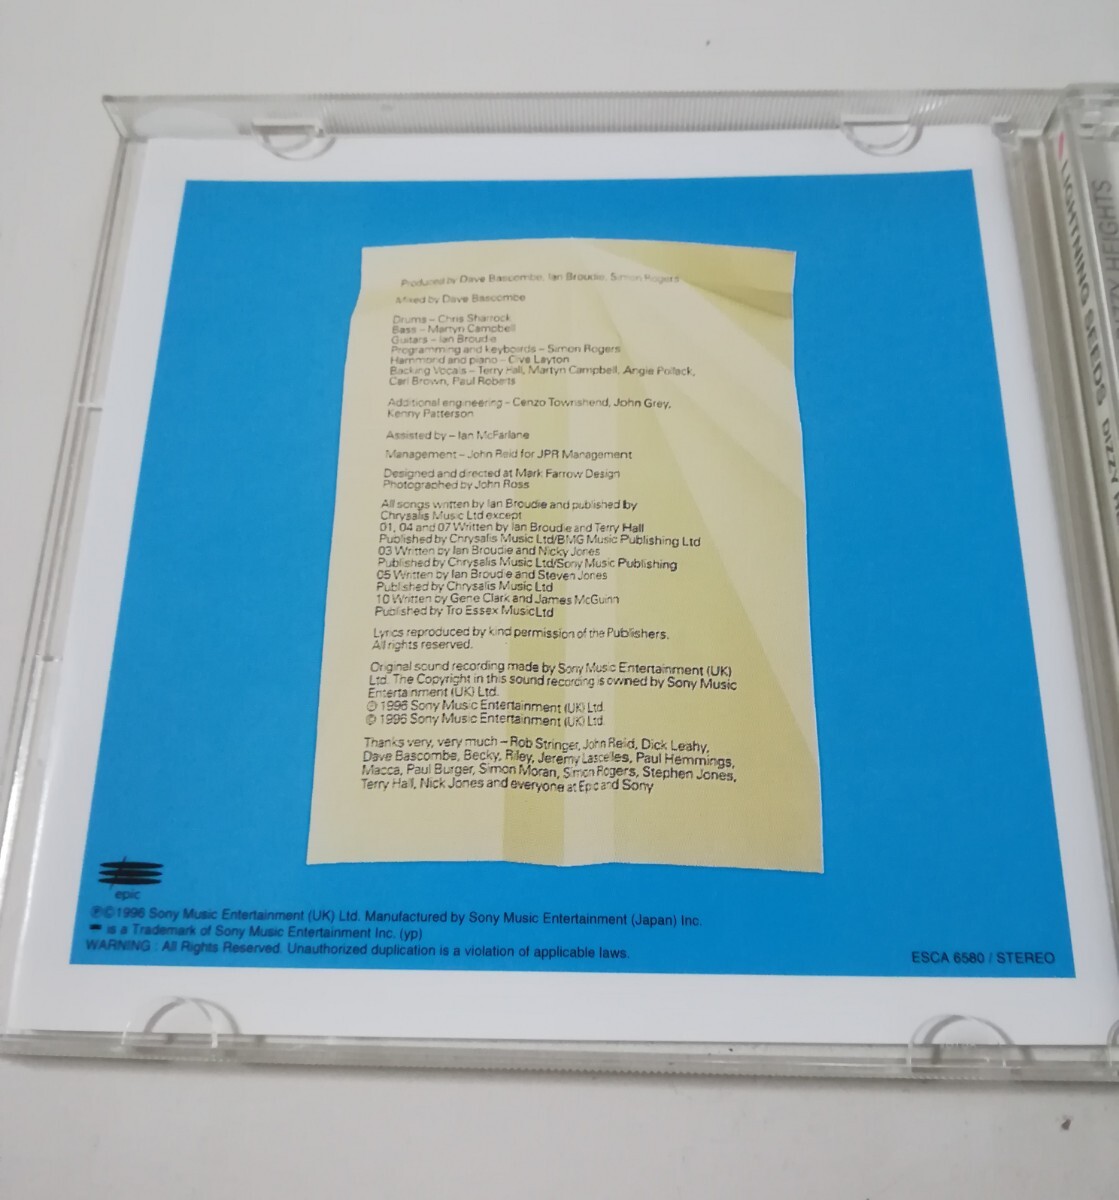 Produced by Dave Bascombe, Ian Broudie, Simon Rogers
Mixed by Dave Bascombe
Drums – Chris Sharrock
Bass – Martyn Campbell
Guitars – Ian Broudie
Programming and keyboards – Simon Rogers
Hammond and piano – Clive Layton
Backing Vocals – Terry Hall, Martyn Campbell, Angie Pollack,
Carl Brown, Paul Roberts
Additional engineering – Cenzo Townshend, John Grey,
Kenny Patterson
Assisted by – Ian McFarlane
Management – John Reid for JPR Management
Designed and directed at Mark Farrow Design
Photographed by John Ross
All songs written by Ian Broudie and published by
Chrysalis Music Ltd except
01, 04 and 07 Written by Ian Broudie and Terry Hall
Published by Chrysalis Music Ltd/BMG Music Publishing Ltd
03 Written by Ian Broudie and Nicky Jones
Published by Chrysalis Music Ltd/Sony Music Publishing
05 Written by Ian Broudie and Steven Jones
Published by Chrysalis Music Ltd
10 Written by Gene Clark and James McGuinn
Published by Tro Essex Music Ltd
Lyrics reproduced by kind permission of the Publishers.
All rights reserved.
Original sound recording made by Sony Music Entertainment (UK)
Ltd. The Copyright in this sound recording is owned by Sony Music
Entertainment (UK) Ltd.
℗ 1996 Sony Music Entertainment (UK) Ltd
© 1996 Sony Music Entertainment (UK) Ltd.
Thanks very, very much – Rob Stringer, John Reid, Dick Leahy,
Dave Bascombe, Becky, Riley, Jeremy Lascelles, Paul Hemmings,
Macca, Paul Burger, Simon Moran, Simon Rogers, Stephen Jones,
Terry Hall, Nick Jones and everyone at Epic and Sony
epic
℗©1996 Sony Music Entertainment (UK) Ltd. Manufactured by Sony Music Entertainment (Japan) Inc.
is a Trademark of Sony Music Entertainment Inc. (yp)
WARNING : All Rights Reserved. Unauthorized duplication is a violation of applicable laws.
ESCA 6580 / STEREO
LIGHTNING SEEDS DIZZY
HEIGHTS